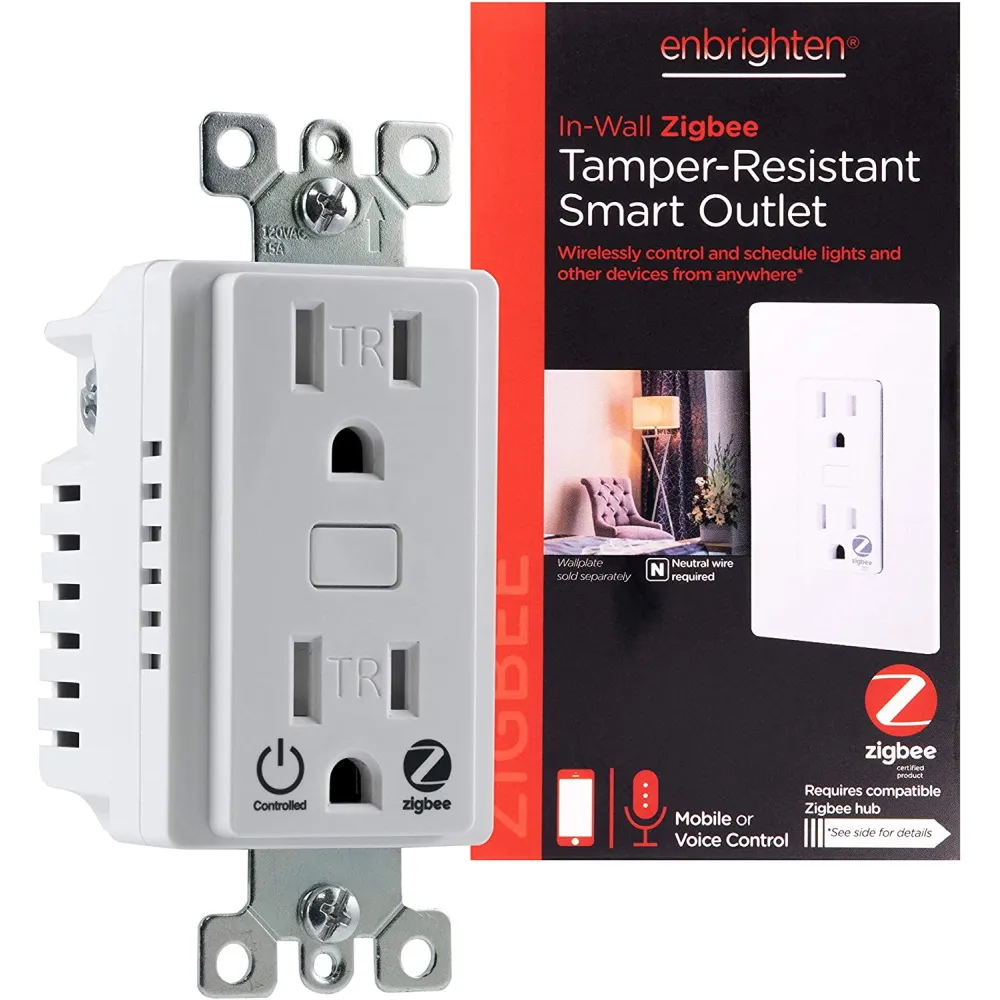 120VAC
15A
TR
TR
Controlled
zigbee
enbrighten®
In-Wall Zigbee
Tamper-Resistant
Smart Outlet
Wirelessly control and schedule lights and
other devices from anywhere*
Wallplate
sold separately
N Neutral wire
required
zigbee
ZIGBEE
zigbee
certified
product
Mobile or
Voice Control
Requires compatible
Zigbee hub
*See side for details